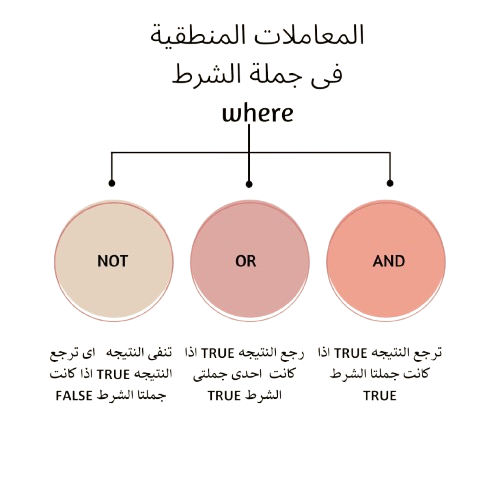 المعاملات المنطقية
فى جملة الشرط
where
AND
OR
NOT
ترجع النتيجه TRUE اذا
كانت جملتا الشرط
TRUE
رجع النتيجه TRUE اذا
كانت احدى جملتى
الشرط TRUE
تنفى النتيجه اى ترجع
النتيجه TRUE اذا كانت
جملتا الشرط FALSE